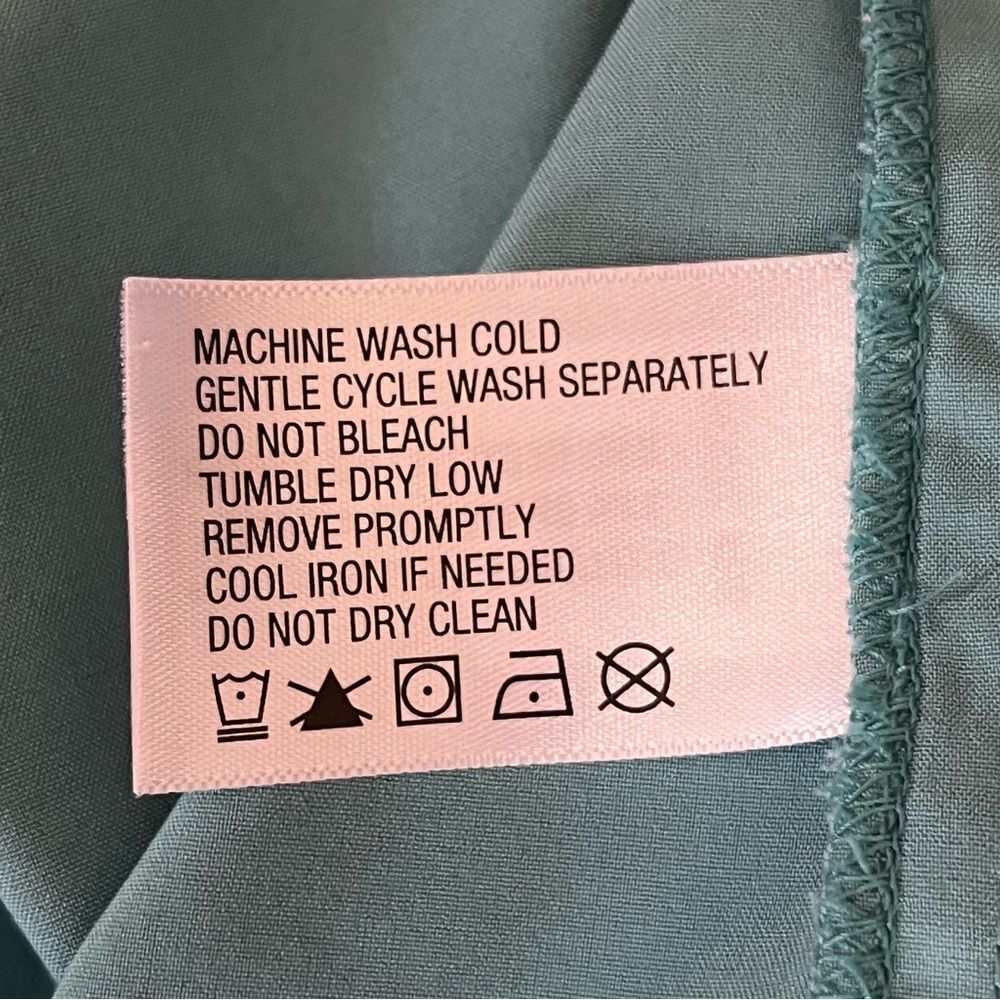 MACHINE WASH COLD
GENTLE CYCLE WASH SEPARATELY
DO NOT BLEACH
TUMBLE DRY LOW
REMOVE PROMPTLY
COOL IRON IF NEEDED
DO NOT DRY CLEAN